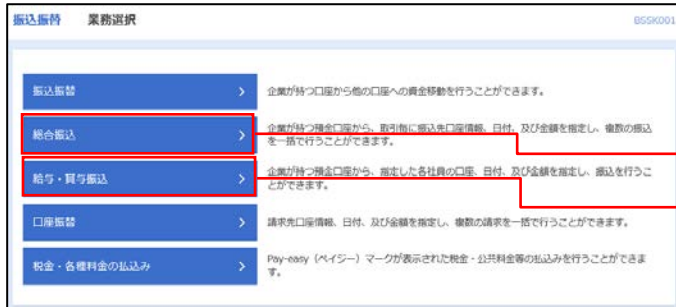 振込振替 業務選択 BSSK001
振込振替 企業が持つ口座から他の口座への資金移動を行うことができます。
総合振込 企業が持つ預金口座から、取引毎に振込先口座情報、日付、及び金額を指定し、複数の振込
を一括で行うことができます。
給与・賞与振込 企業が持つ預金口座から、指定した各社員の口座、日付、及び金額を指定し、振込を行うこ
とができます。
口座振替 請求先口座情報、日付、及び金額を指定し、複数の請求を一括で行うことができます。
税金・各種料金の払込み Pay-easy（ペイジー）マークが表示された税金・公共料金等の払込みを行うことができま
す。